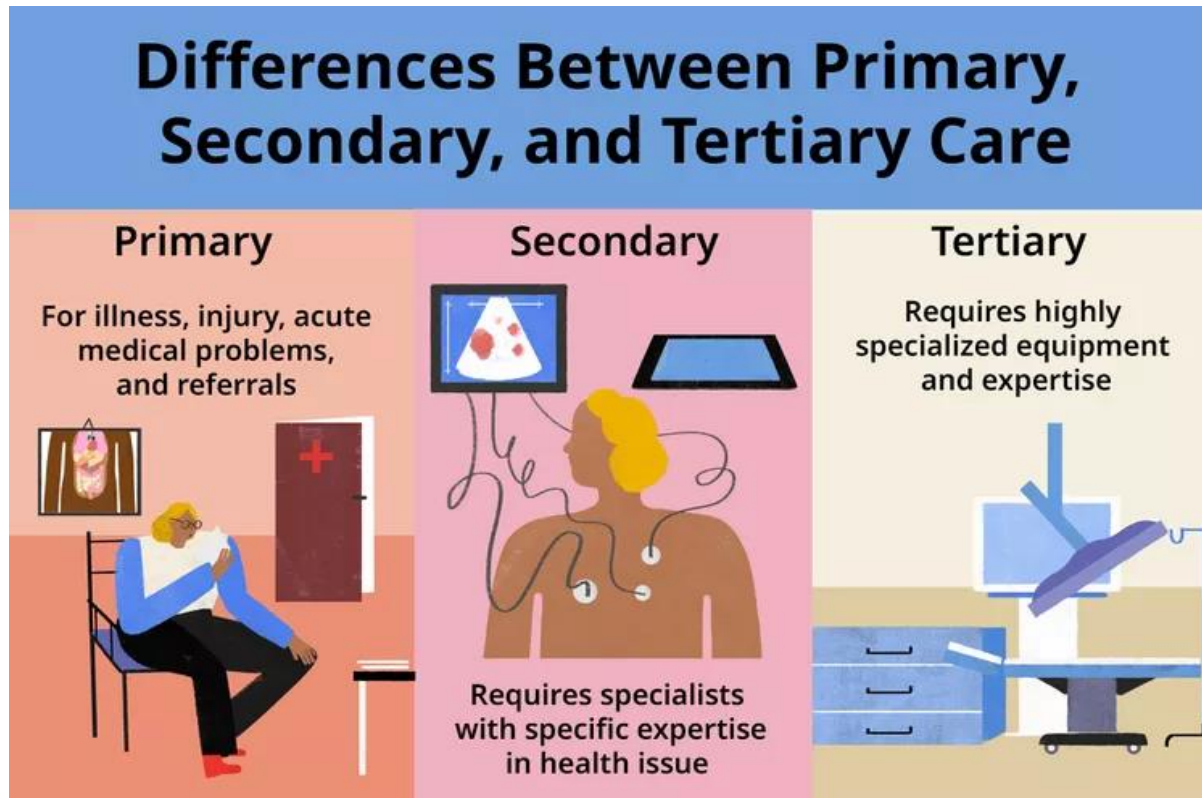 Differences Between Primary,
Secondary, and Tertiary Care
Primary
For illness, injury, acute
medical problems,
and referrals
Secondary
Requires specialists
with specific expertise
in health issue
Tertiary
Requires highly
specialized equipment
and expertise